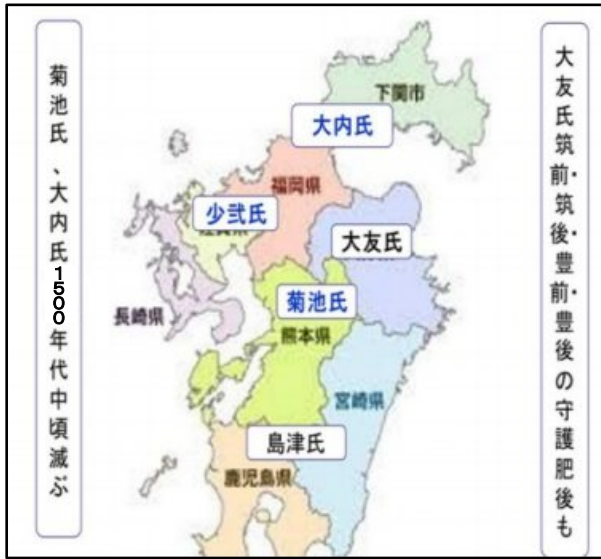 大友氏筑前・筑後・豊前・豊後の守護肥後も
下関市
大内氏
福岡県
少弐氏
大友氏
菊池氏
長崎県
熊本県
宮崎県
島津氏
鹿児島県
菊池氏、大内氏1500年代中頃滅ぶ